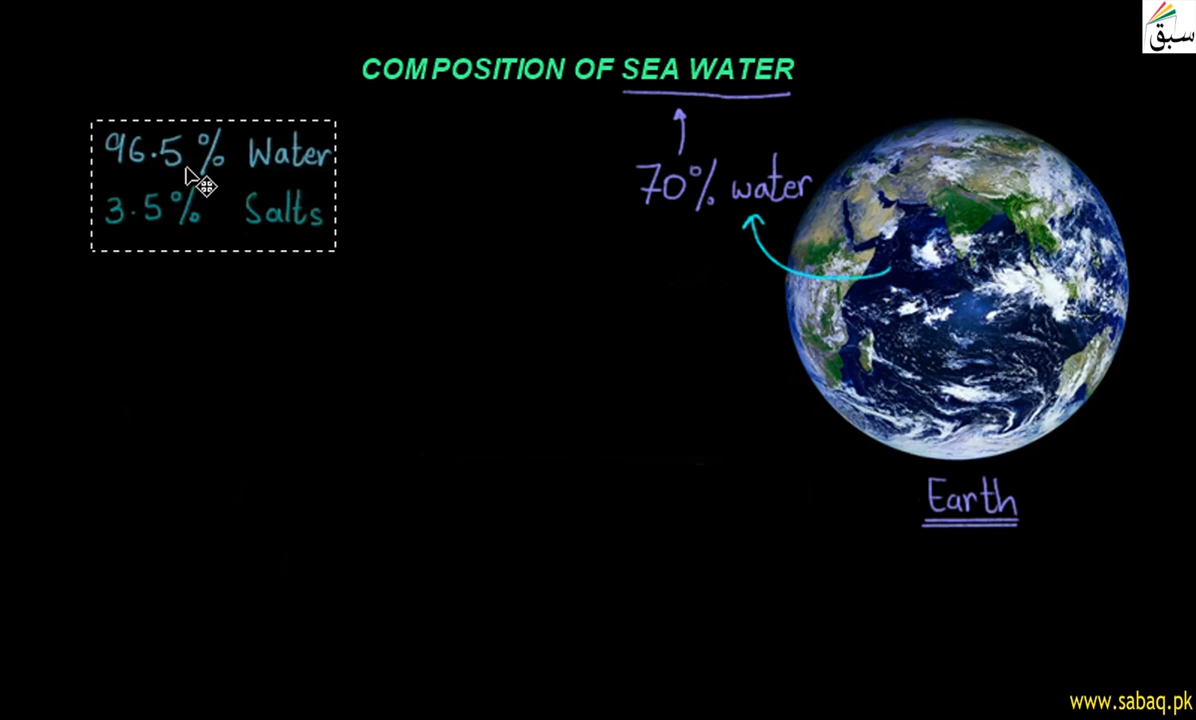 سبق
COMPOSITION OF SEA WATER
96.5% Water
3.5% Salts
70% water
Earth
www.sabaq.pk